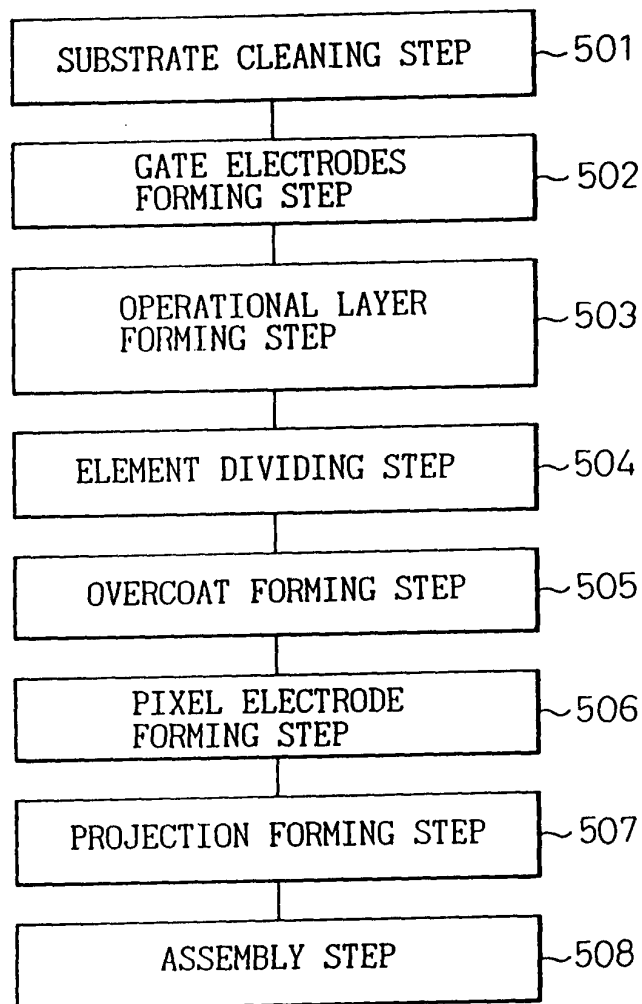 SUBSTRATE CLEANING STEP 501
GATE ELECTRODES 502
FORMING STEP
OPERATIONAL LAYER 503
FORMING STEP
ELEMENT DIVIDING STEP 504
OVERCOAT FORMING STEP 505
PIXEL ELECTRODE 506
FORMING STEP
PROJECTION FORMING STEP 507
ASSEMBLY STEP 508